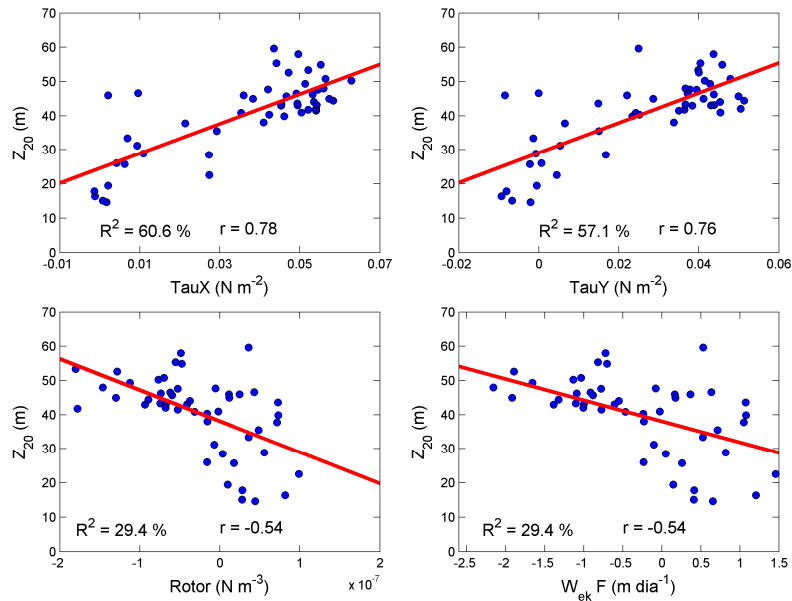 70
60
50
40
30
20
10
0
Z20 (m)
R2 = 60.6 %
r = 0.78
-0.01 0.01 0.03 0.05 0.07
TauX (N m-2)
70
60
50
40
30
20
10
0
Z20 (m)
R2 = 57.1 %
r = 0.76
-0.02 0 0.02 0.04 0.06
TauY (N m-2)
70
60
50
40
30
20
10
0
Z20 (m)
R2 = 29.4 %
r = -0.54
-2 -1 0 1 2
Rotor (N m-3)
x 10-7
70
60
50
40
30
20
10
0
Z20 (m)
R2 = 29.4 %
r = -0.54
-2.5 -2 -1.5 -1 -0.5 0 0.5 1 1.5
Wek F (m dia-1)